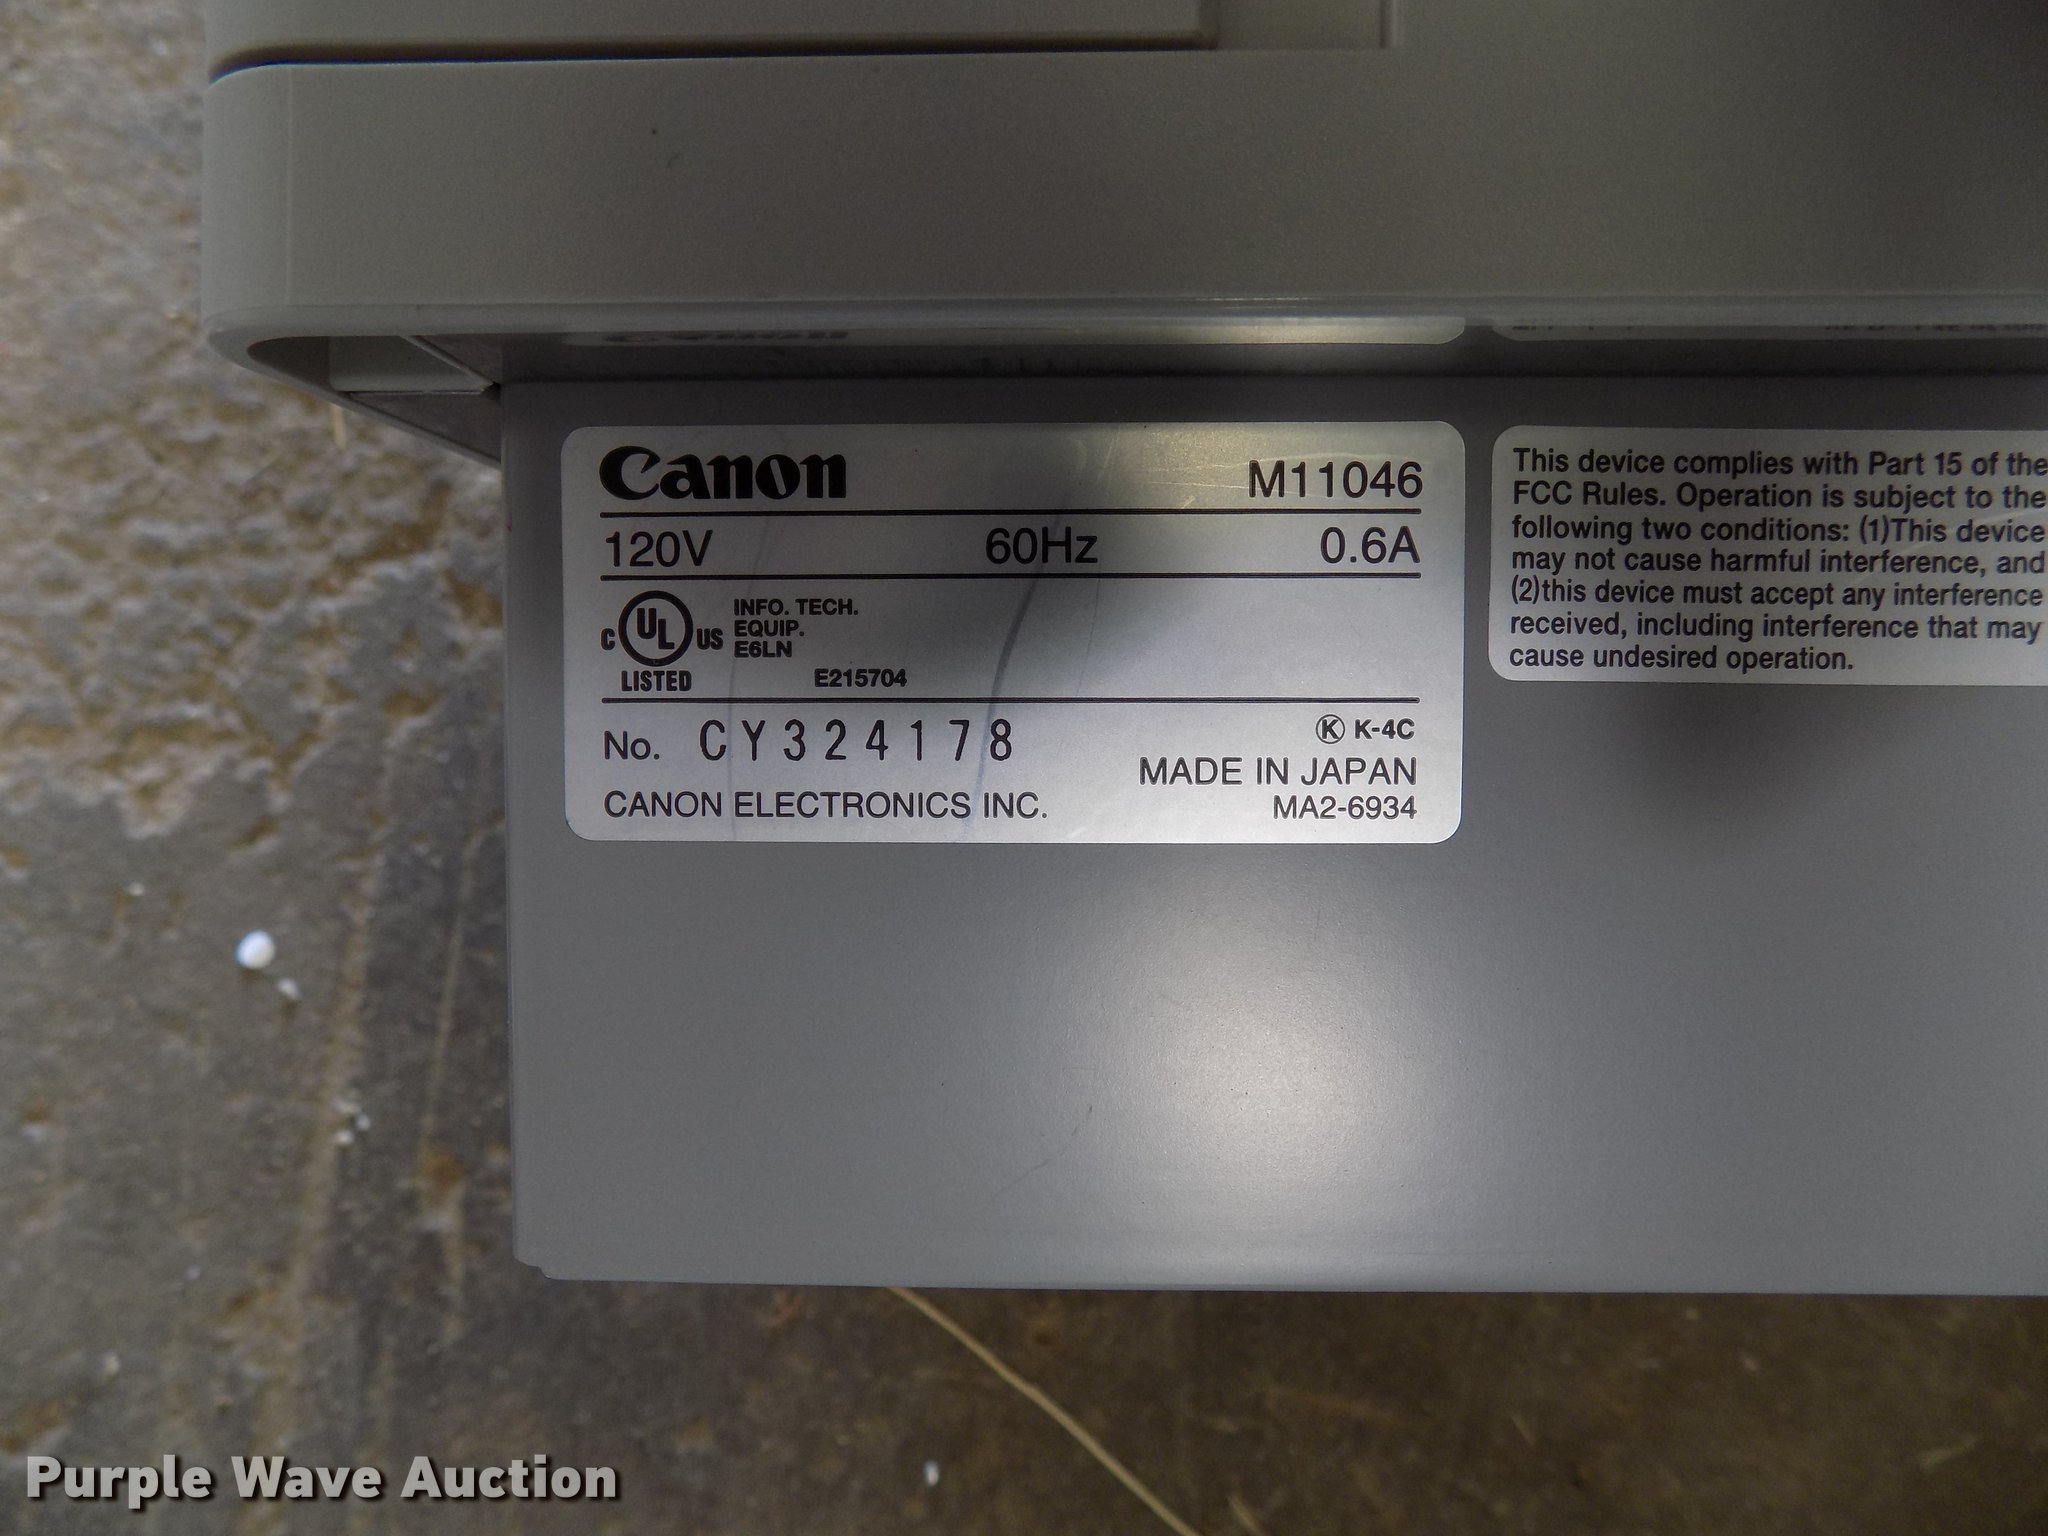 Canon
M11046
120V 60Hz 0.6A
C UL US
LISTED
INFO. TECH.
EQUIP.
E6LN
E215704
No. CY324178
Ⓚ K-4C
MADE IN JAPAN
CANON ELECTRONICS INC.
MA2-6934
This device complies with Part 15 of the
FCC Rules. Operation is subject to the
following two conditions: (1)This device
may not cause harmful interference, and
(2)this device must accept any interference
received, including interference that may
cause undesired operation.
Purple Wave Auction